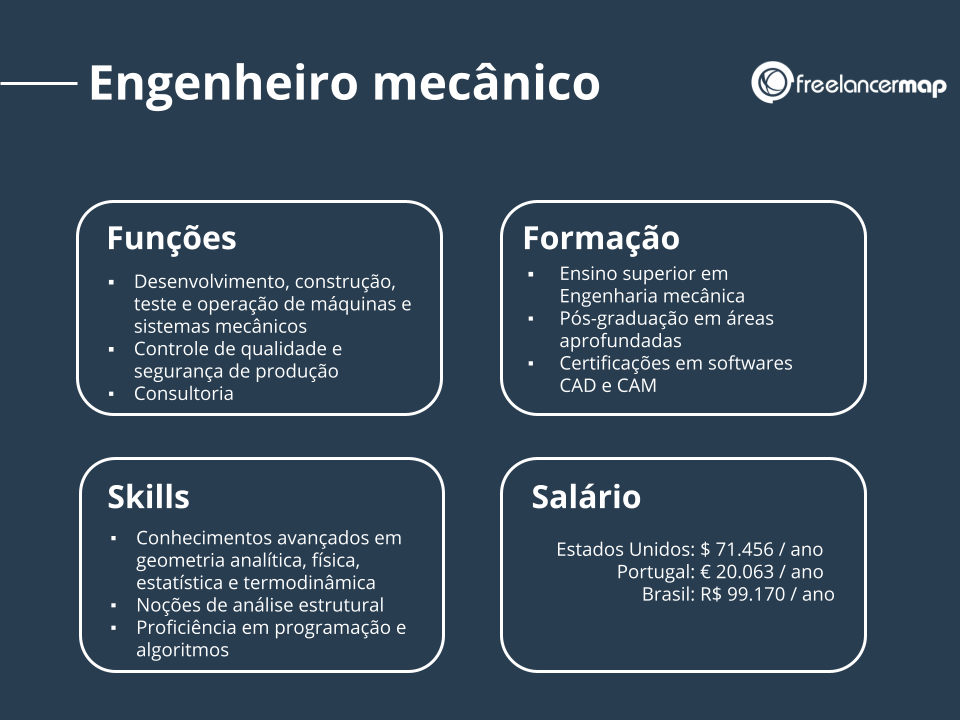 Engenheiro mecânico
freelancermap
Funções
▪ Desenvolvimento, construção,
teste e operação de máquinas e
sistemas mecânicos
▪ Controle de qualidade e
segurança de produção
▪ Consultoria
Formação
▪ Ensino superior em
Engenharia mecânica
▪ Pós-graduação em áreas
aprofundadas
▪ Certificações em softwares
CAD e CAM
Skills
▪ Conhecimentos avançados em
geometria analítica, física,
estatística e termodinâmica
▪ Noções de análise estrutural
▪ Proficiência em programação e
algoritmos
Salário
Estados Unidos: $ 71.456 / ano
Portugal: € 20.063 / ano
Brasil: R$ 99.170 / ano